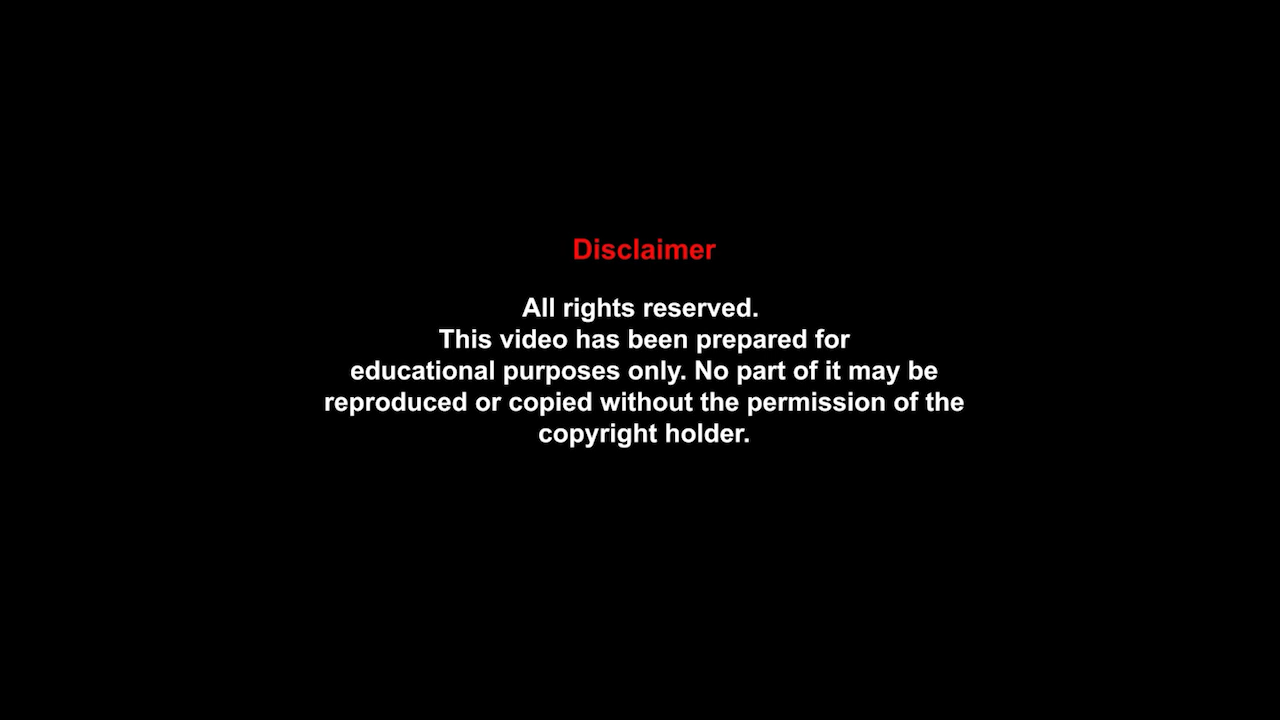 Disclaimer
All rights reserved.
This video has been prepared for
educational purposes only. No part of it may be
reproduced or copied without the permission of the
copyright holder.